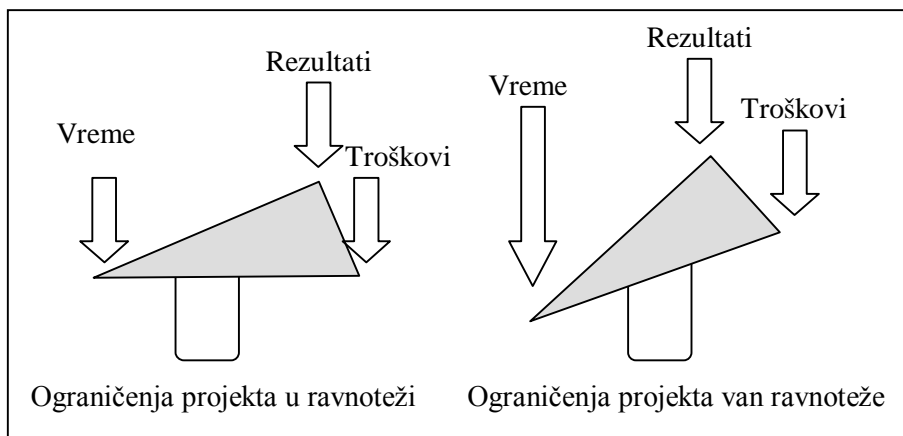 Rezultati
Vreme
Troškovi
Ograničenja projekta u ravnoteži
Rezultati
Vreme
Troškovi
Ograničenja projekta van ravnoteže